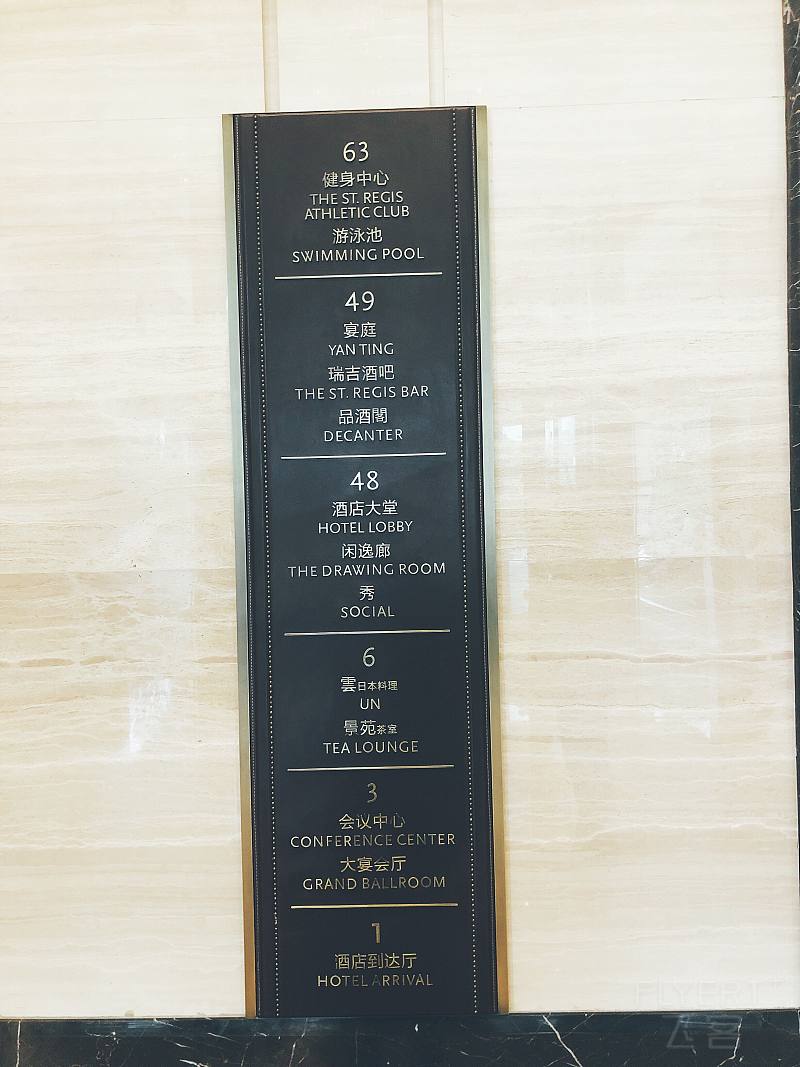 63
健身中心
THE ST. REGIS
ATHLETIC CLUB
游泳池
SWIMMING POOL
49
宴庭
YAN TING
瑞吉酒吧
THE ST. REGIS BAR
品酒閣
DECANTER
48
酒店大堂
HOTEL LOBBY
闲逸廊
THE DRAWING ROOM
秀
SOCIAL
6
雲日本料理
UN
景苑茶室
TEA LOUNGE
3
会议中心
CONFERENCE CENTER
大宴会厅
GRAND BALLROOM
1
酒店到达厅
HOTEL ARRIVAL
FLYERT
飞客